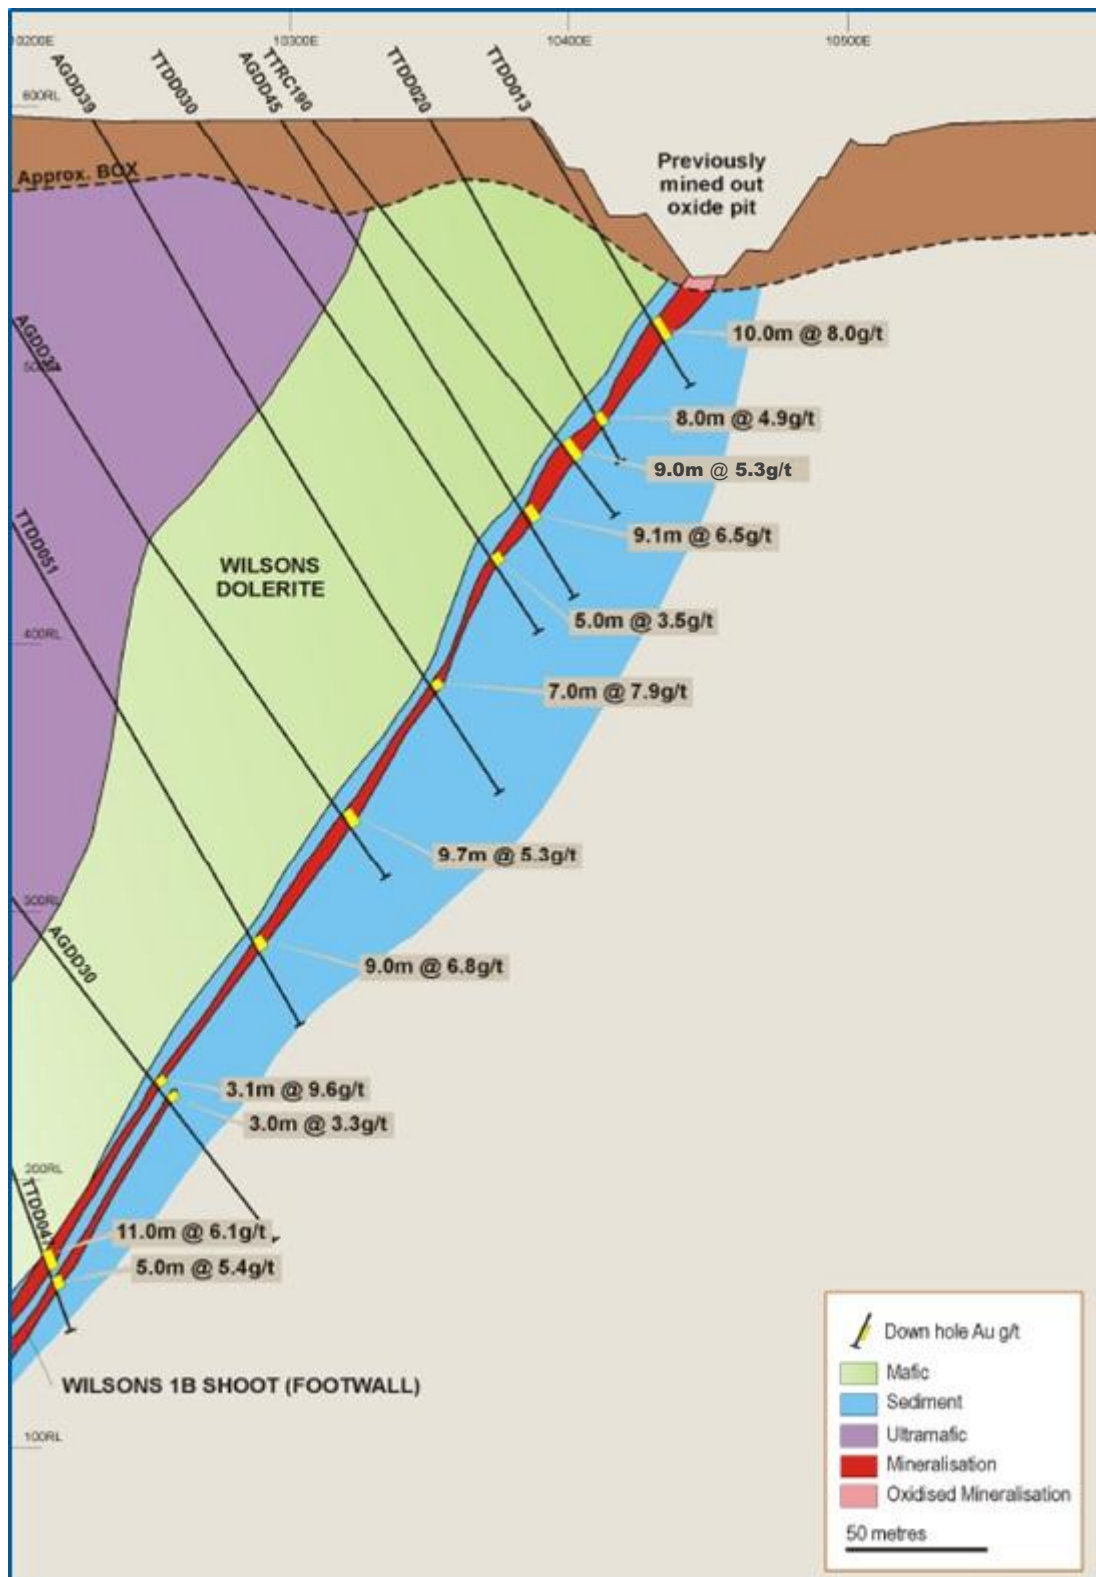 10200E
10300E
10400E
10500E
AGDD39
TTDD030
AGDD45
TTRC190
TTDD020
TTDD013
600RL
Approx. BOX
Previously
mined out
oxide pit
AGDD37
10.0m @ 8.0g/t
8.0m @ 4.9g/t
9.0m @ 5.3g/t
TTDD051
9.1m @ 6.5g/t
WILSONS
DOLERITE
5.0m @ 3.5g/t
400RL
7.0m @ 7.9g/t
9.7m @ 5.3g/t
300RL
AGDD30
9.0m @ 6.8g/t
3.1m @ 9.6g/t
3.0m @ 3.3g/t
200RL
TTDD047
11.0m @ 6.1g/t
5.0m @ 5.4g/t
WILSONS 1B SHOOT (FOOTWALL)
100RL
Down hole Au g/t
Mafic
Sediment
Ultramafic
Mineralisation
Oxidised Mineralisation
50 metres